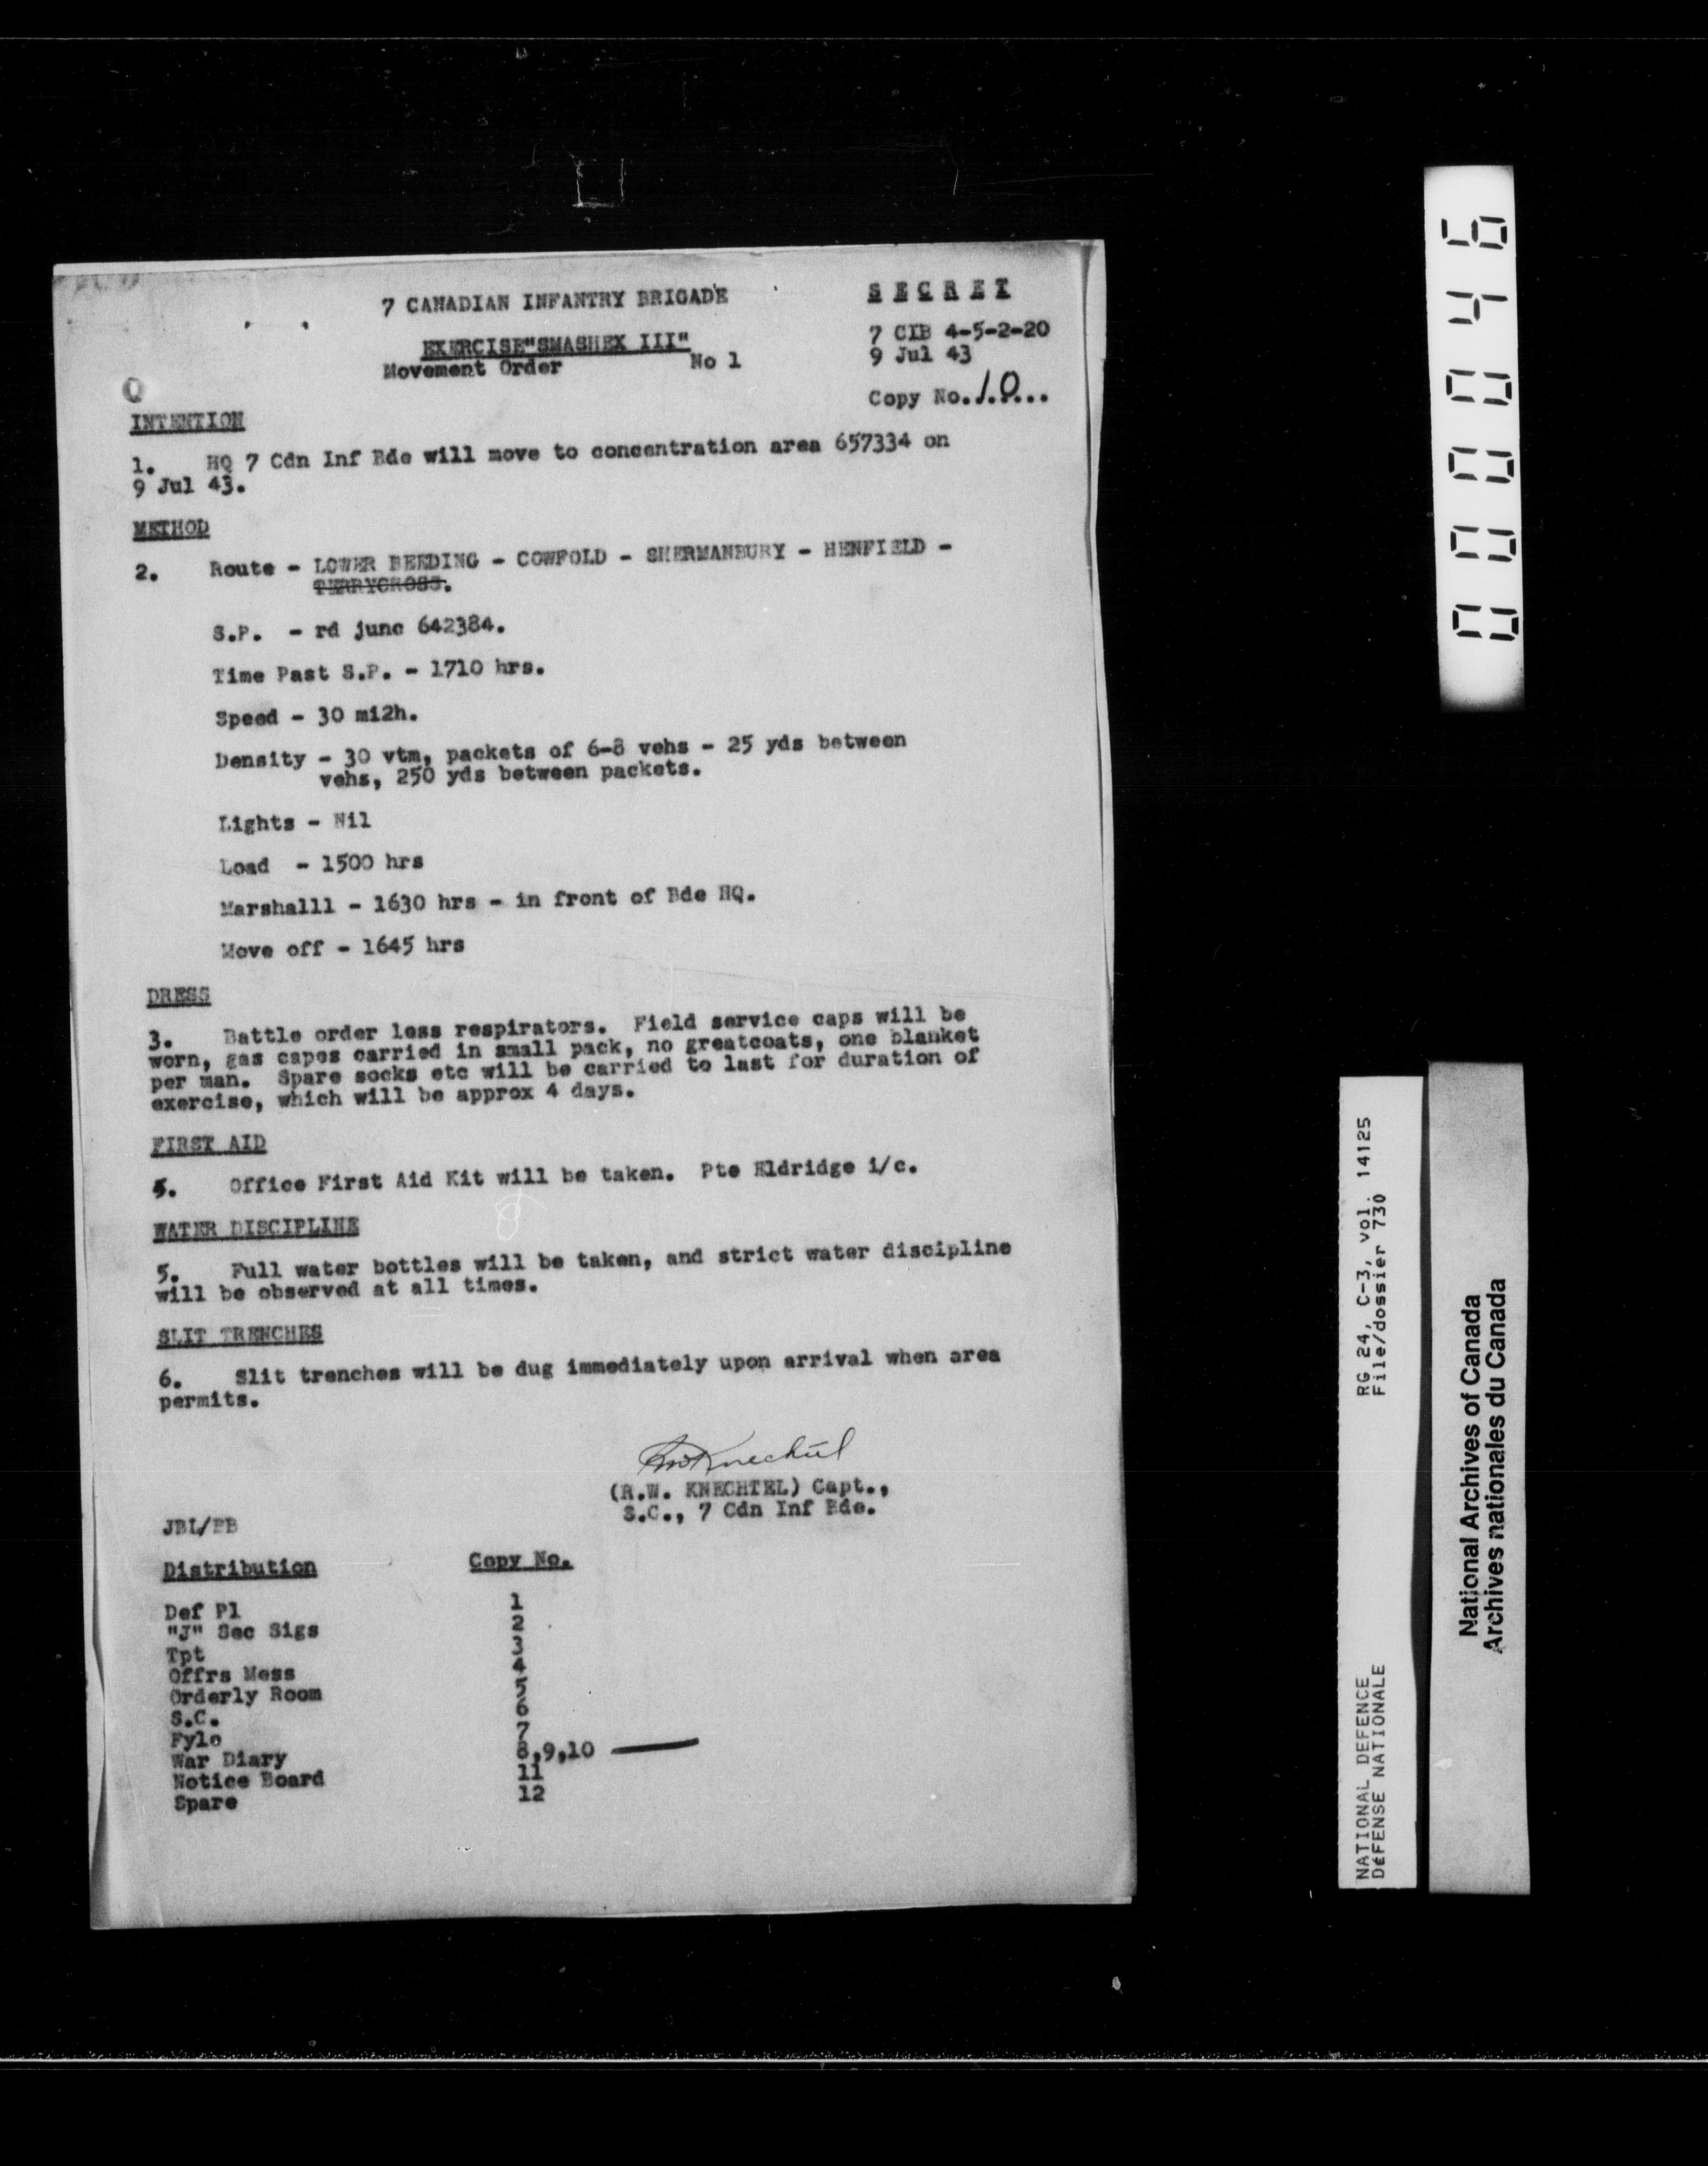 7 CANADIAN INFANTRY BRIGADE
SECRET
EXERCISE"SMASHEX III"
Movement Order No 1
7 CIB 4-5-2-20
9 Jul 43
Copy No.10....
INTENTION
1. HQ 7 Cdn Inf Bde will move to concentration area 657334 on
9 Jul 43.
METHOD
2. Route - LOWER BEEDING - COWFOLD - SHERMANBURY - HENFIELD -
TERRYCROSS.
S.P. - rd junc 642384.
Time Past S.P. - 1710 hrs.
Speed - 30 mi2h.
Density - 30 vtm, packets of 6-8 vehs - 25 yds between
vehs, 250 yds between packets.
Lights - Nil
Load - 1500 hrs
Marshalll - 1630 hrs - in front of Bde HQ.
Move off - 1645 hrs
DRESS
3. Battle order less respirators. Field service caps will be
worn, gas capes carried in small pack, no greatcoats, one blanket
per man. Spare socks etc will be carried to last for duration of
exercise, which will be approx 4 days.
FIRST AID
4. Office First Aid Kit will be taken. Pte Eldridge i/c.
WATER DISCIPLINE
5. Full water bottles will be taken, and strict water discipline
will be observed at all times.
SLIT TRENCHES
6. Slit trenches will be dug immediately upon arrival when area
permits.
RW Knechtel
(R.W. KNECHTEL) Capt.,
S.C., 7 Cdn Inf Bde.
JBL/BB
Distribution Copy No.
Def Pl 1
"J" Sec Sigs 2
Tpt 3
Offrs Mess 4
Orderly Room 5
S.C. 6
Fyle 7
War Diary 8,9,10
Notice Board 11
Spare 12
000046
RG 24, C-3, vol. 14125
File/dossier 730
NATIONAL DEFENCE
DÉFENSE NATIONALE
National Archives of Canada
Archives nationales du Canada